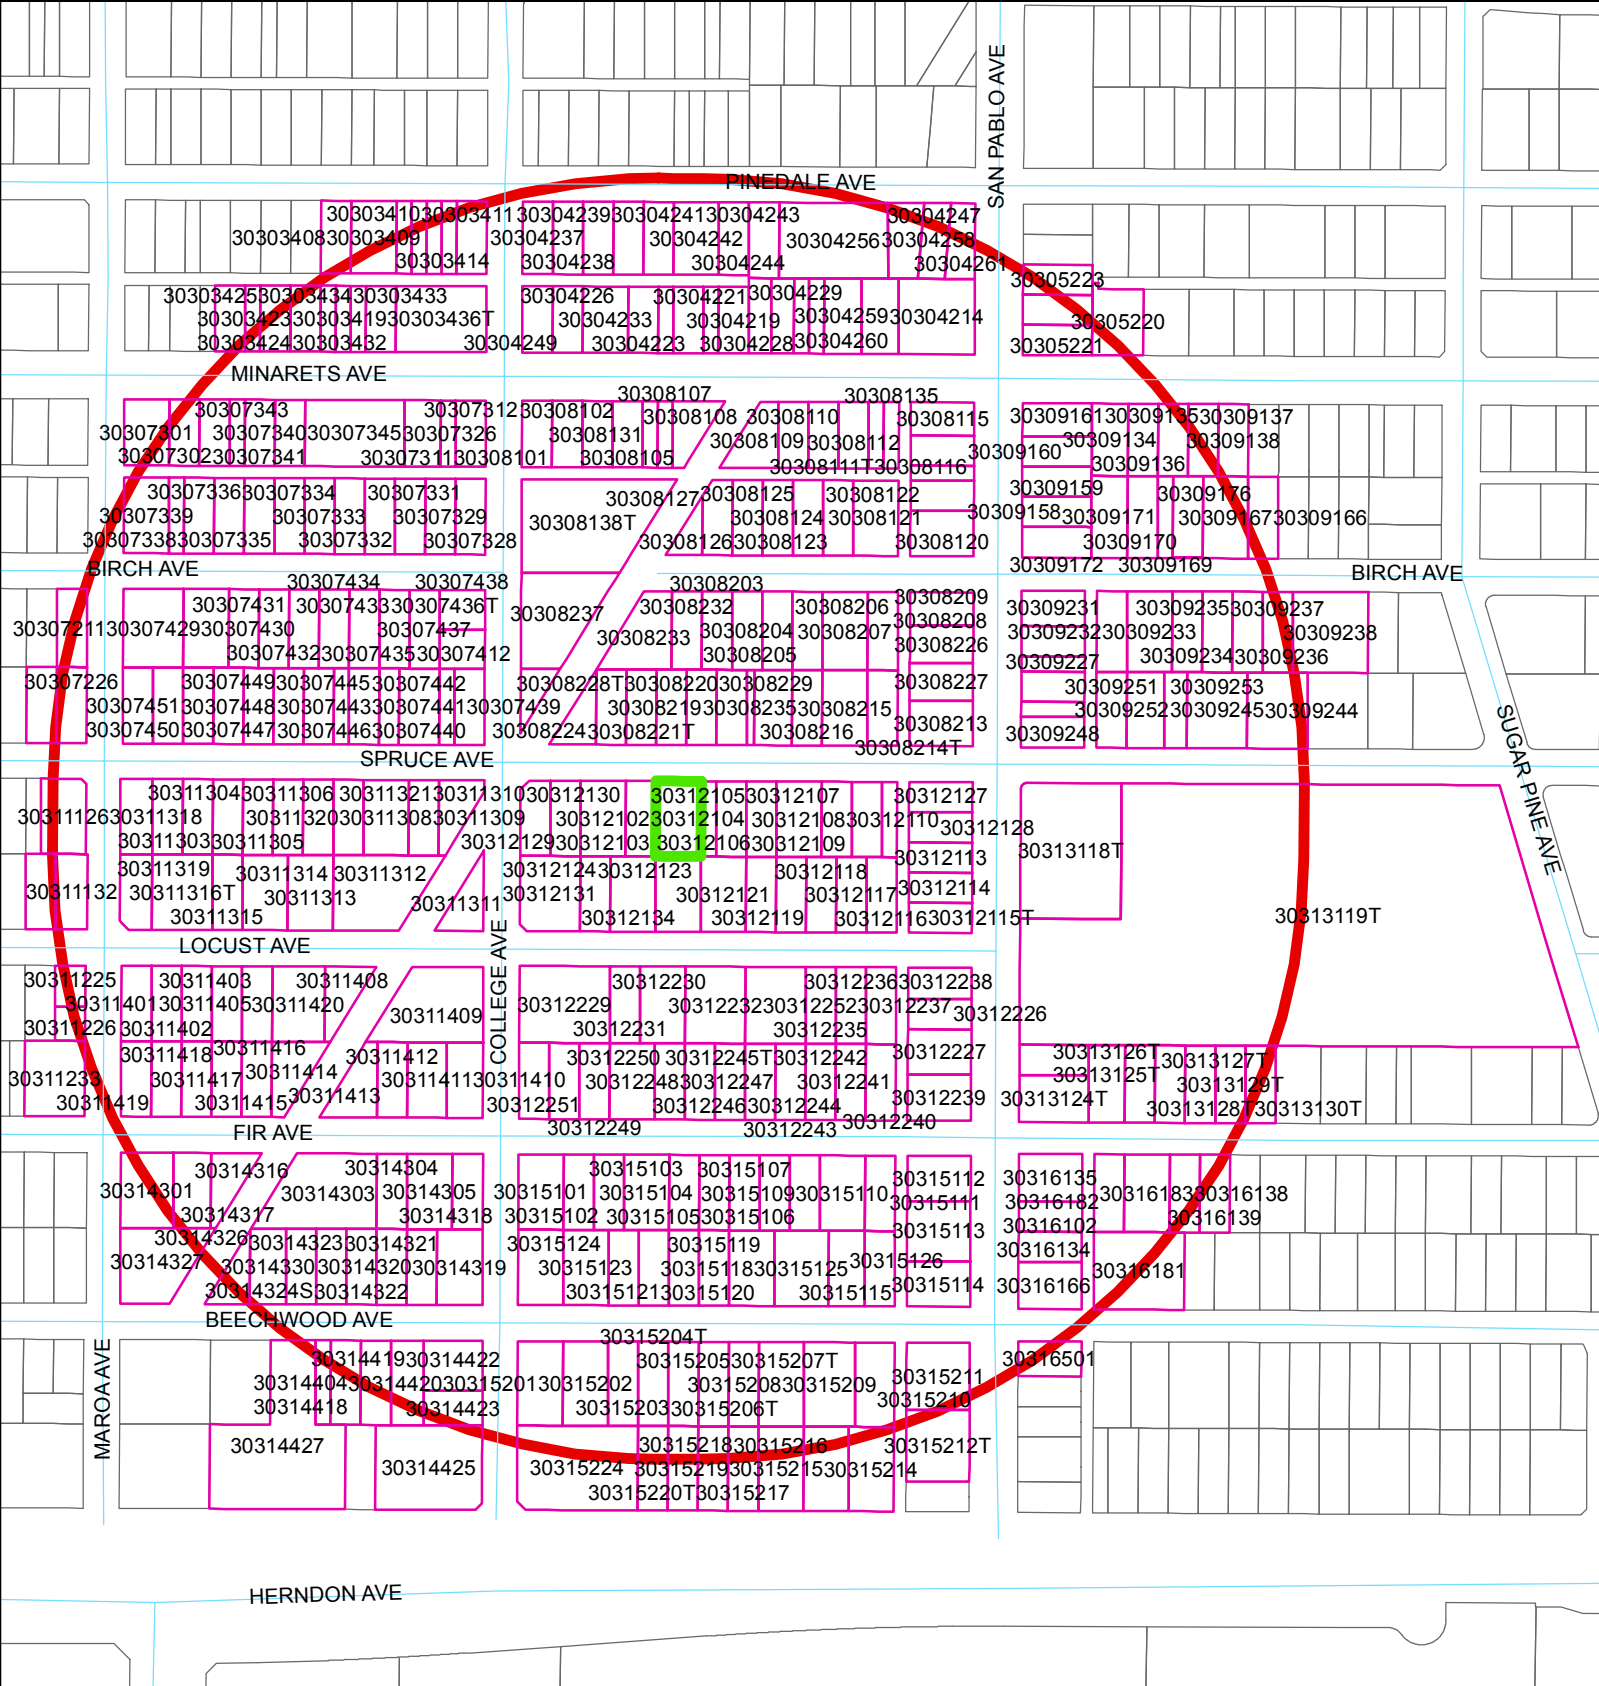 PINEDALE AVE
SAN PABLO AVE
30303410 30303411 30304239 30304241 30304243 30304247
30303408 30303409 30304237 30304242 30304256 30304258
30303414 30304238 30304244 30304261
30305223
30303425 30303434 30303433 30304226 30304221 30304229
30303423 30303419 30303436T 30304233 30304219 30304259 30304214 30305220
30303424 30303432 30304249 30304223 30304228 30304260 30305221
MINARETS AVE
30308107 30308135
30307343 30307312 30308102 30308108 30308110 30308115 30309161 30309135 30309137
30307301 30307340 30307345 30307326 30308131 30308109 30308112 30309134 30309138
30307302 30307341 30307311 30308101 30308105 30308111T 30308116 30309160 30309136
30307336 30307334 30307331 30308127 30308125 30308122 30309159 30309176
30307339 30307333 30307329 30308138T 30308124 30308121 30309158 30309171 30309167 30309166
30307338 30307335 30307332 30307328 30308126 30308123 30308120 30309170
BIRCH AVE 30309172 30309169 BIRCH AVE
30307434 30307438 30308203
30307431 30307433 30307436T 30308237 30308232 30308206 30308209 30309231 30309235 30309237
30307211 30307429 30307430 30307437 30308233 30308204 30308207 30308208 30309232 30309233 30309238
30307432 30307435 30307412 30308205 30308226 30309227 30309234 30309236
30307226 30307449 30307445 30307442 30308228T 30308220 30308229 30308227 30309251 30309253
30307451 30307448 30307443 30307441 30307439 30308219 30308235 30308215 30309252 30309245 30309244
30307450 30307447 30307446 30307440 30308224 30308221T 30308216 30308213 30309248
30308214T
SPRUCE AVE
SUGAR PINE AVE
30311304 30311306 30311321 30311310 30312130 30312105 30312107 30312127
30311126 30311318 30311320 30311308 30311309 30312102 30312104 30312108 30312110 30312128
30311303 30311305 30312129 30312103 30312106 30312109 30313118T
30311319 30311314 30311312 30312124 30312123 30312118 30312113
30311132 30311316T 30311313 30311311 30312131 30312121 30312117 30312114
30311315 30312134 30312119 30312116 30312115T 30313119T
LOCUST AVE
COLLEGE AVE
30311225 30311403 30311408 30312230 30312236 30312238
30311401 30311405 30311420 30311409 30312229 30312232 30312252 30312237 30312226
30311226 30311402 30312231 30312235
30311418 30311416 30311412 30312250 30312245T 30312242 30312227 30313126T 30313127T
30311233 30311417 30311414 30311411 30311410 30312248 30312247 30312241 30313125T 30313129T
30311419 30311415 30311413 30312251 30312246 30312244 30312239 30313124T 30313128T 30313130T
FIR AVE 30312249 30312243 30312240
30314316 30314304 30315103 30315107 30315112 30316135
30314301 30314303 30314305 30315101 30315104 30315109 30315110 30315111 30316182 30316183 30316138
30314317 30314318 30315102 30315105 30315106 30315113 30316102 30316139
30314326 30314323 30314321 30315124 30315119 30316134
30314327 30314330 30314320 30314319 30315123 30315118 30315125 30315126 30316181
30314324S 30314322 30315121 30315120 30315115 30315114 30316166
BEECHWOOD AVE
30315204T
MAROA AVE
30314419 30314422 30315205 30315207T 30315211 30316501
30314404 30314420 30315201 30315202 30315208 30315209 30315210
30314418 30314423 30315203 30315206T
30314427 30315218 30315216 30315212T
30314425 30315224 30315219 30315215 30315214
30315220T 30315217
HERNDON AVE